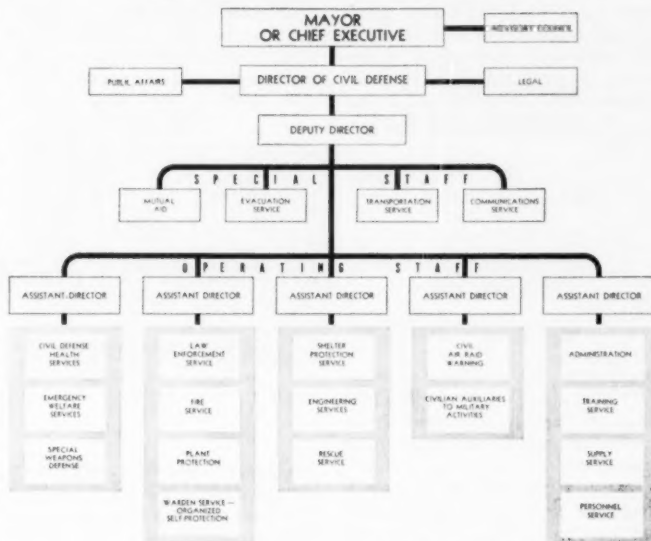 MAYOR
OR CHIEF EXECUTIVE
ADVISORY COUNCIL
PUBLIC AFFAIRS
DIRECTOR OF CIVIL DEFENSE
LEGAL
DEPUTY DIRECTOR
SPECIAL STAFF
MUTUAL
AID
EVACUATION
SERVICE
TRANSPORTATION
SERVICE
COMMUNICATIONS
SERVICE
OPERATING STAFF
ASSISTANT-DIRECTOR
ASSISTANT DIRECTOR
ASSISTANT DIRECTOR
ASSISTANT DIRECTOR
ASSISTANT DIRECTOR
CIVIL DEFENSE
HEALTH
SERVICES
EMERGENCY
WELFARE
SERVICES
SPECIAL
WEAPONS
DEFENSE
LAW
ENFORCEMENT
SERVICE
FIRE
SERVICE
PLANT
PROTECTION
WARDEN SERVICE —
ORGANIZED
SELF-PROTECTION
SHELTER
PROTECTION
SERVICE
ENGINEERING
SERVICES
RESCUE
SERVICE
CIVIL
AIR RAID
WARNING
CIVILIAN AUXILIARIES
TO MILITARY
ACTIVITIES
ADMINISTRATION
TRAINING
SERVICE
SUPPLY
SERVICE
PERSONNEL
SERVICE